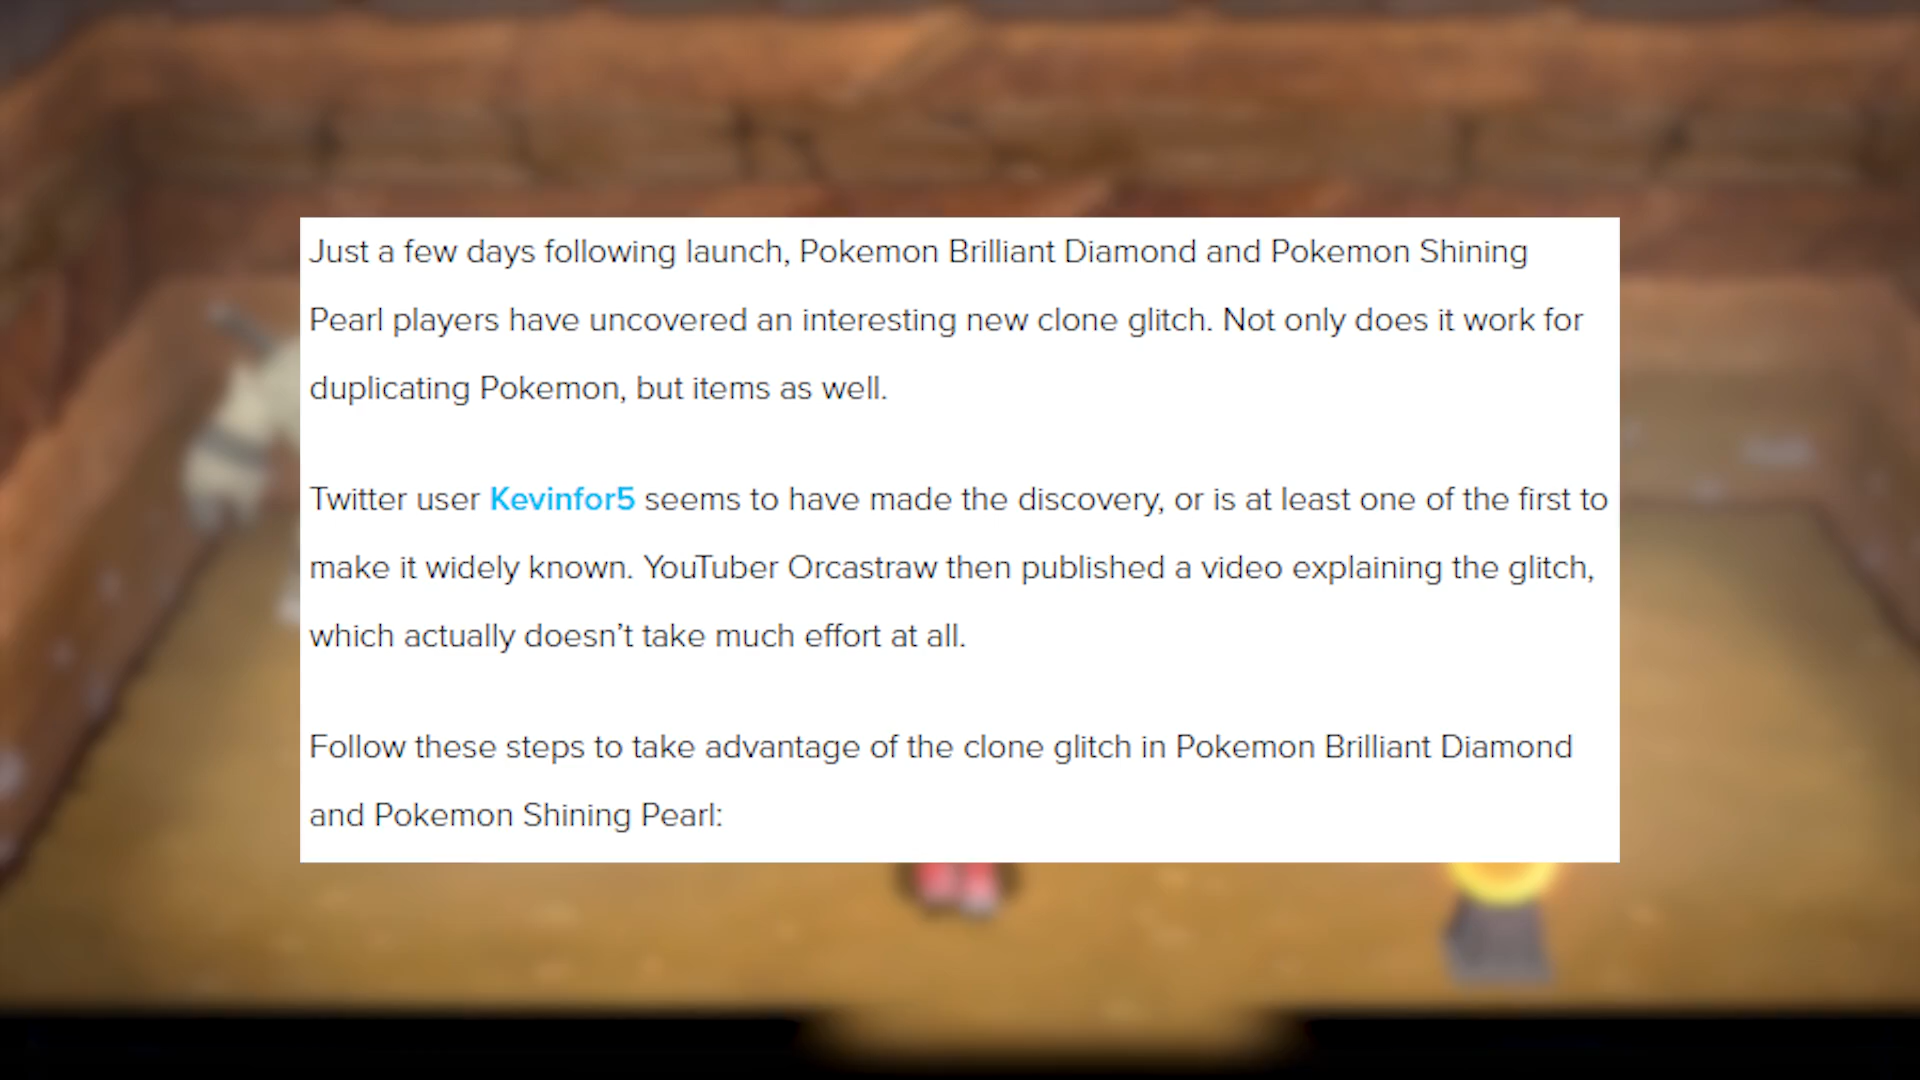 Just a few days following launch, Pokemon Brilliant Diamond and Pokemon Shining
Pearl players have uncovered an interesting new clone glitch. Not only does it work for
duplicating Pokemon, but items as well.
Twitter user Kevinfor5 seems to have made the discovery, or is at least one of the first to
make it widely known. YouTuber Orcastraw then published a video explaining the glitch,
which actually doesn’t take much effort at all.
Follow these steps to take advantage of the clone glitch in Pokemon Brilliant Diamond
and Pokemon Shining Pearl: